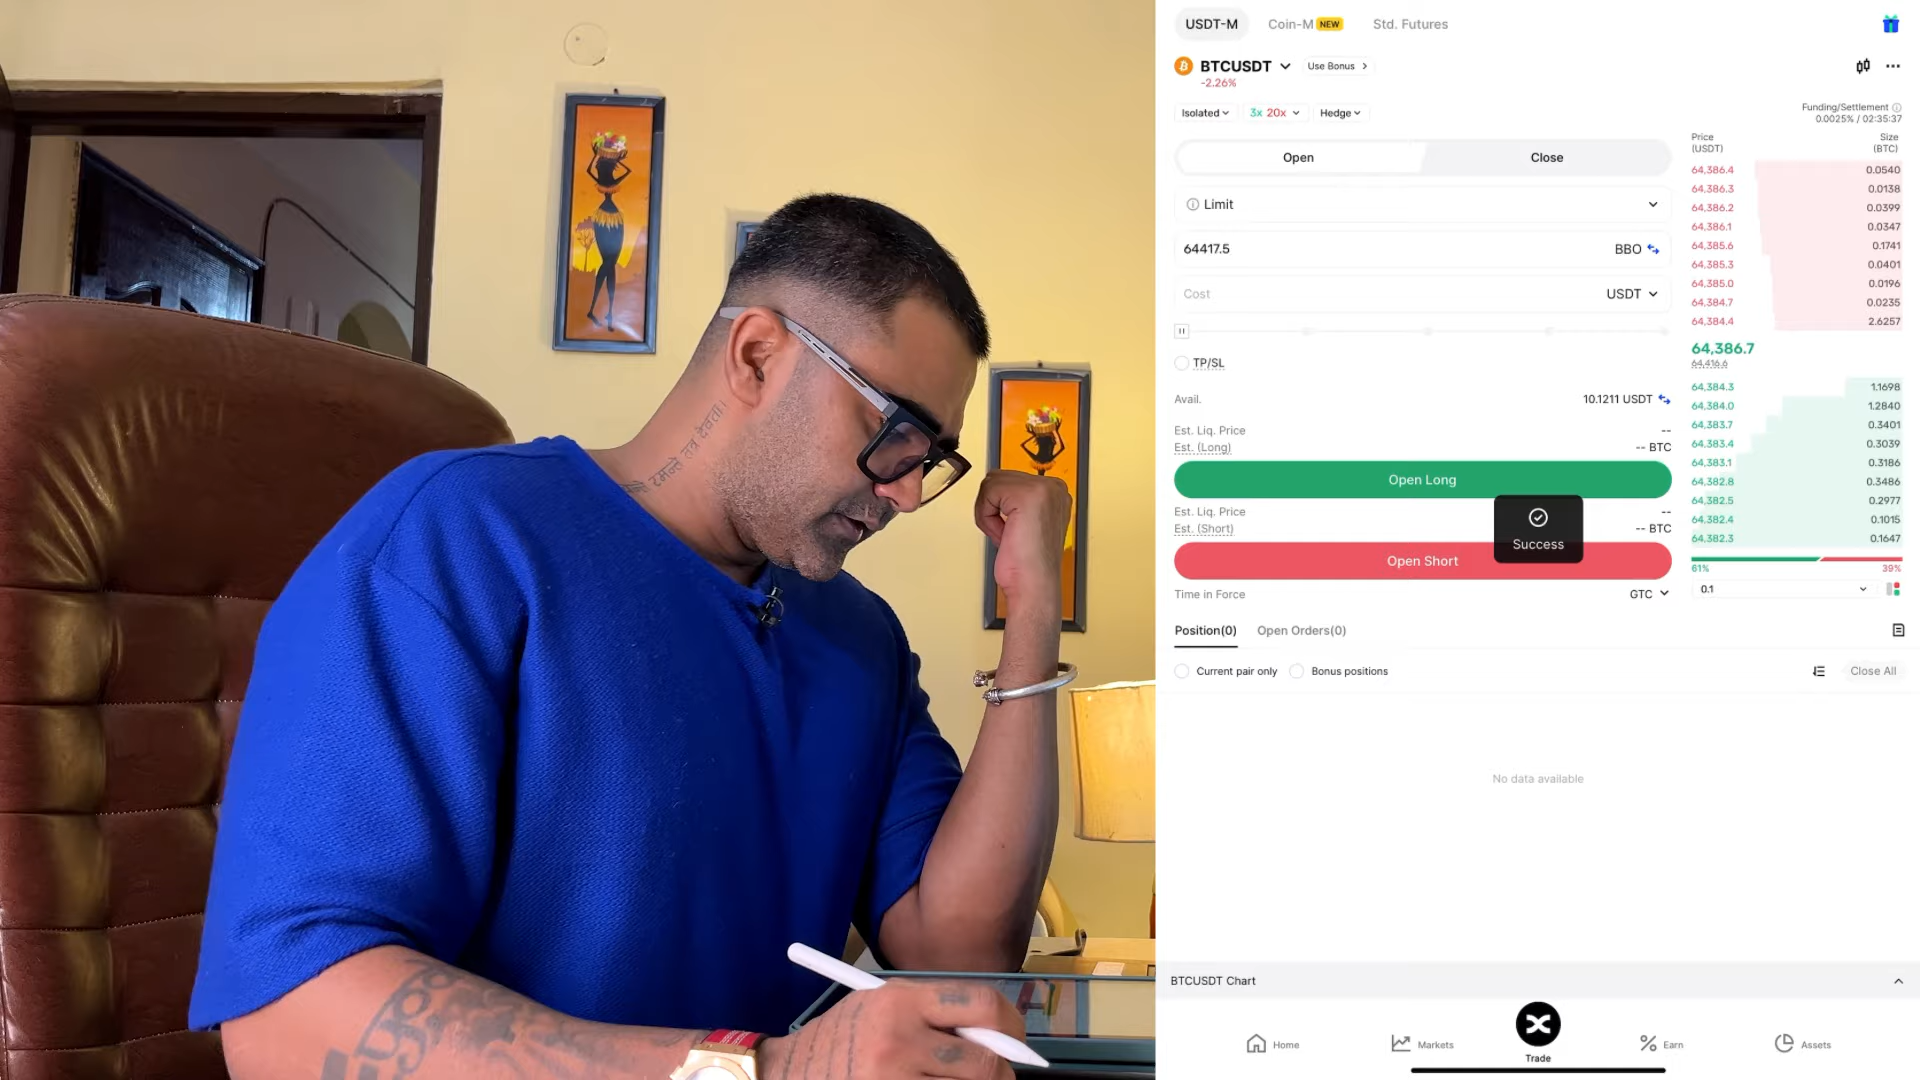 रमन्ते तत्र देवता।
USDT-M
Coin-M NEW
Std. Futures
BTCUSDT
Use Bonus >
-2.26%
Isolated
3x 20x
Hedge
Funding/Settlement
0.0025% / 02:35:37
Open
Close
Limit
64417.5
BBO
Cost
USDT
TP/SL
Avail.
10.1211 USDT
Est. Liq. Price
--
Est. (Long)
-- BTC
Open Long
Est. Liq. Price
--
Est. (Short)
-- BTC
Success
Open Short
Time in Force
GTC
Price
(USDT)
Size
(BTC)
64,386.4 0.0540
64,386.3 0.0138
64,386.2 0.0399
64,386.1 0.0347
64,385.6 0.1741
64,385.3 0.0401
64,385.0 0.0196
64,384.7 0.0235
64,384.4 2.6257
64,386.7
64,416.6
64,384.3 1.1698
64,384.0 1.2840
64,383.7 0.3401
64,383.4 0.3039
64,383.1 0.3186
64,382.8 0.3486
64,382.5 0.2977
64,382.4 0.1015
64,382.3 0.1647
61% 39%
0.1
Position(0)
Open Orders(0)
Current pair only
Bonus positions
Close All
No data available
BTCUSDT Chart
Home
Markets
Trade
Earn
Assets